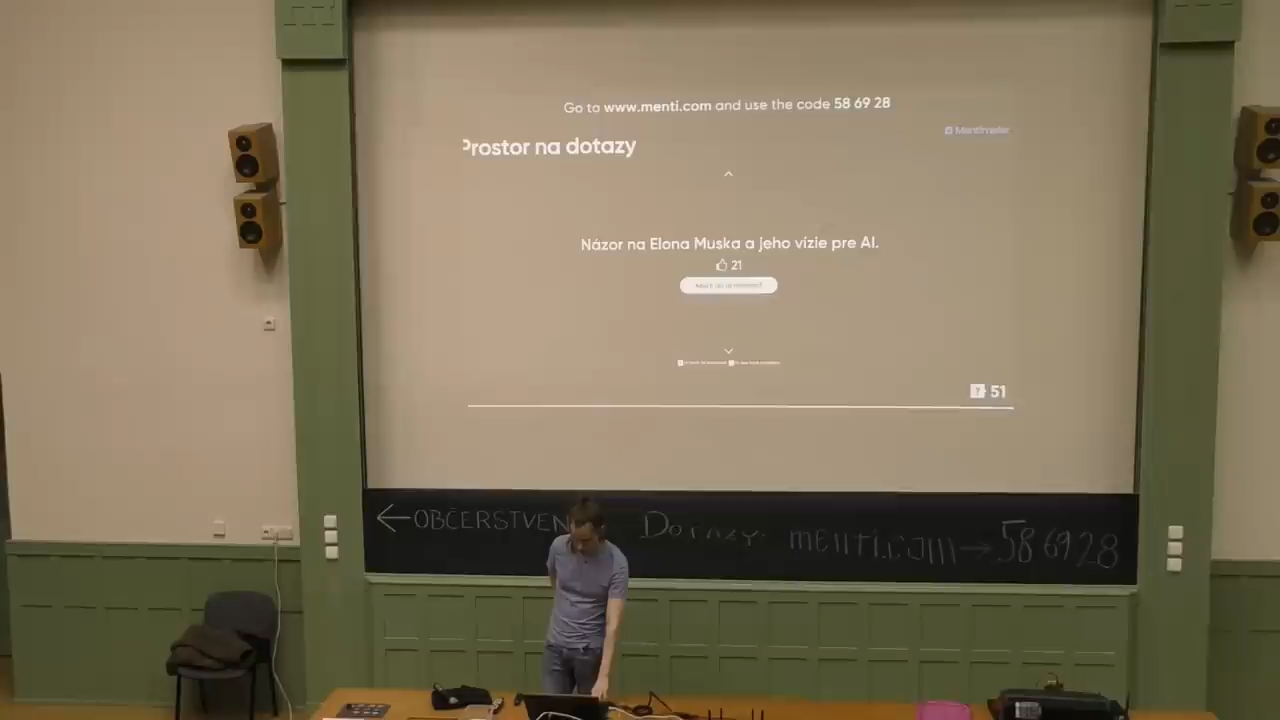 Go to www.menti.com and use the code 58 69 28
Mentimeter
Prostor na dotazy
Názor na Elona Muska a jeho vízie pre AI.
21
51
←OBČERSTVEN
Dotazy: menti.com→58 69 28